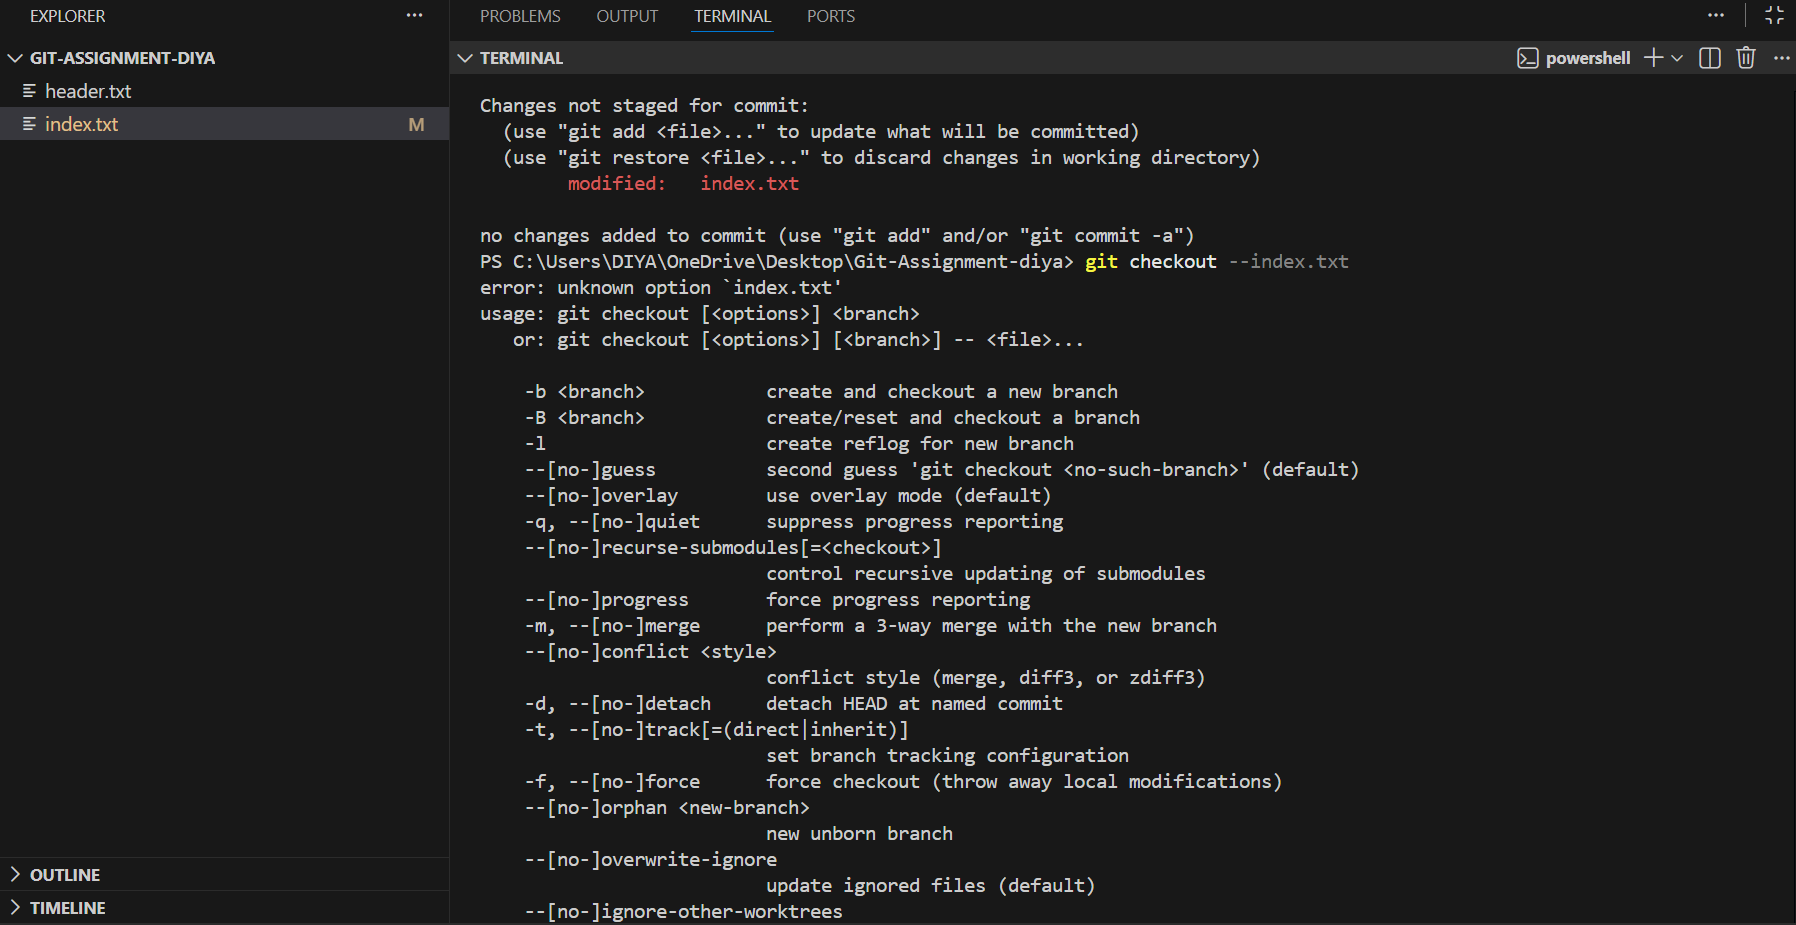 EXPLORER
GIT-ASSIGNMENT-DIYA
header.txt
index.txt M
OUTLINE
TIMELINE
PROBLEMS OUTPUT TERMINAL PORTS
TERMINAL
powershell
Changes not staged for commit:
(use "git add <file>..." to update what will be committed)
(use "git restore <file>..." to discard changes in working directory)
modified: index.txt
no changes added to commit (use "git add" and/or "git commit -a")
PS C:\Users\DIYA\OneDrive\Desktop\Git-Assignment-diya> git checkout --index.txt
error: unknown option `index.txt'
usage: git checkout [<options>] <branch>
or: git checkout [<options>] [<branch>] -- <file>...
-b <branch> create and checkout a new branch
-B <branch> create/reset and checkout a branch
-l create reflog for new branch
--[no-]guess second guess 'git checkout <no-such-branch>' (default)
--[no-]overlay use overlay mode (default)
-q, --[no-]quiet suppress progress reporting
--[no-]recurse-submodules[=<checkout>]
control recursive updating of submodules
--[no-]progress force progress reporting
-m, --[no-]merge perform a 3-way merge with the new branch
--[no-]conflict <style>
conflict style (merge, diff3, or zdiff3)
-d, --[no-]detach detach HEAD at named commit
-t, --[no-]track[=(direct|inherit)]
set branch tracking configuration
-f, --[no-]force force checkout (throw away local modifications)
--[no-]orphan <new-branch>
new unborn branch
--[no-]overwrite-ignore
update ignored files (default)
--[no-]ignore-other-worktrees